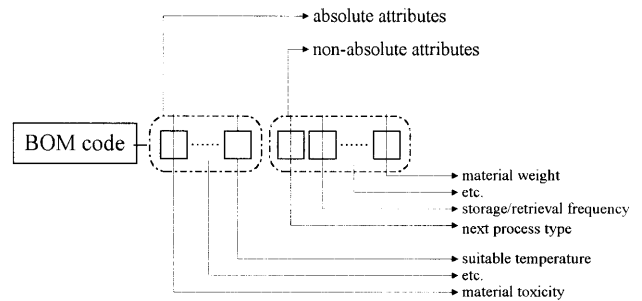 absolute attributes
non-absolute attributes
BOM code
material weight
etc.
storage/retrieval frequency
next process type
suitable temperature
etc.
material toxicity